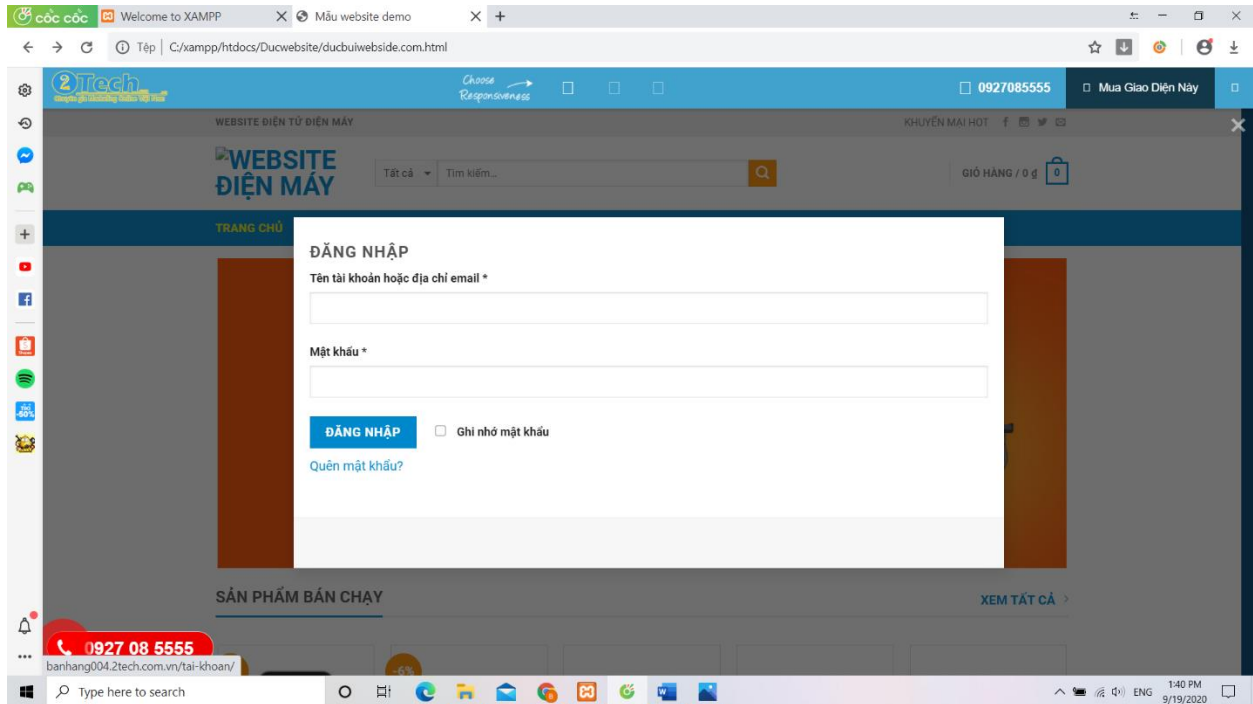 cốc cốc
Welcome to XAMPP
Mẫu website demo
Tệp
C:/xampp/htdocs/Ducwebsite/ducbuiwebside.com.html
2Tech
Choose
Responsiveness
0927085555
Mua Giao Diện Này
WEBSITE ĐIỆN TỬ ĐIỆN MÁY
KHUYẾN MẠI HOT
WEBSITE
ĐIỆN MÁY
Tất cả
Tìm kiếm...
GIỎ HÀNG / 0 ₫
0
TRANG CHỦ
ĐĂNG NHẬP
Tên tài khoản hoặc địa chỉ email *
Mật khẩu *
ĐĂNG NHẬP
Ghi nhớ mật khẩu
Quên mật khẩu?
SẢN PHẨM BÁN CHẠY
XEM TẤT CẢ
0927 08 5555
-6%
banhang004.2tech.com.vn/tai-khoan/
Type here to search
ENG
1:40 PM
9/19/2020